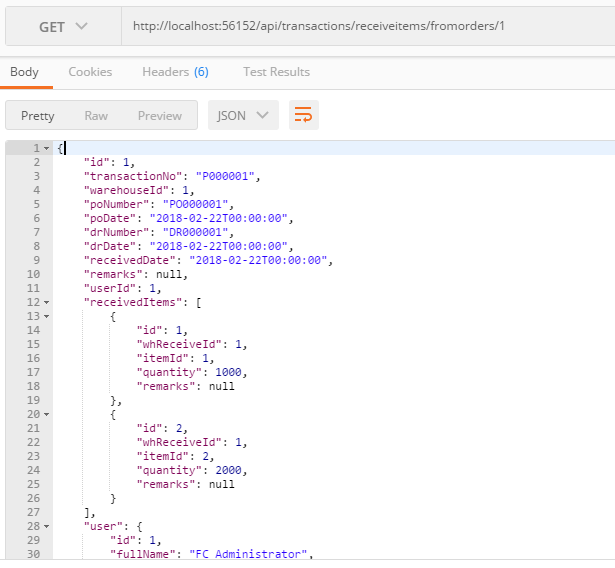 GET http://localhost:56152/api/transactions/receiveitems/fromorders/1
Body Cookies Headers (6) Test Results
Pretty Raw Preview JSON
1 {
2 "id": 1,
3 "transactionNo": "P000001",
4 "warehouseId": 1,
5 "poNumber": "PO000001",
6 "poDate": "2018-02-22T00:00:00",
7 "drNumber": "DR000001",
8 "drDate": "2018-02-22T00:00:00",
9 "receivedDate": "2018-02-22T00:00:00",
10 "remarks": null,
11 "userId": 1,
12 "receivedItems": [
13 {
14 "id": 1,
15 "whReceiveId": 1,
16 "itemId": 1,
17 "quantity": 1000,
18 "remarks": null
19 },
20 {
21 "id": 2,
22 "whReceiveId": 1,
23 "itemId": 2,
24 "quantity": 2000,
25 "remarks": null
26 }
27 ],
28 "user": {
29 "id": 1,
30 "fullName": "FC Administrator",